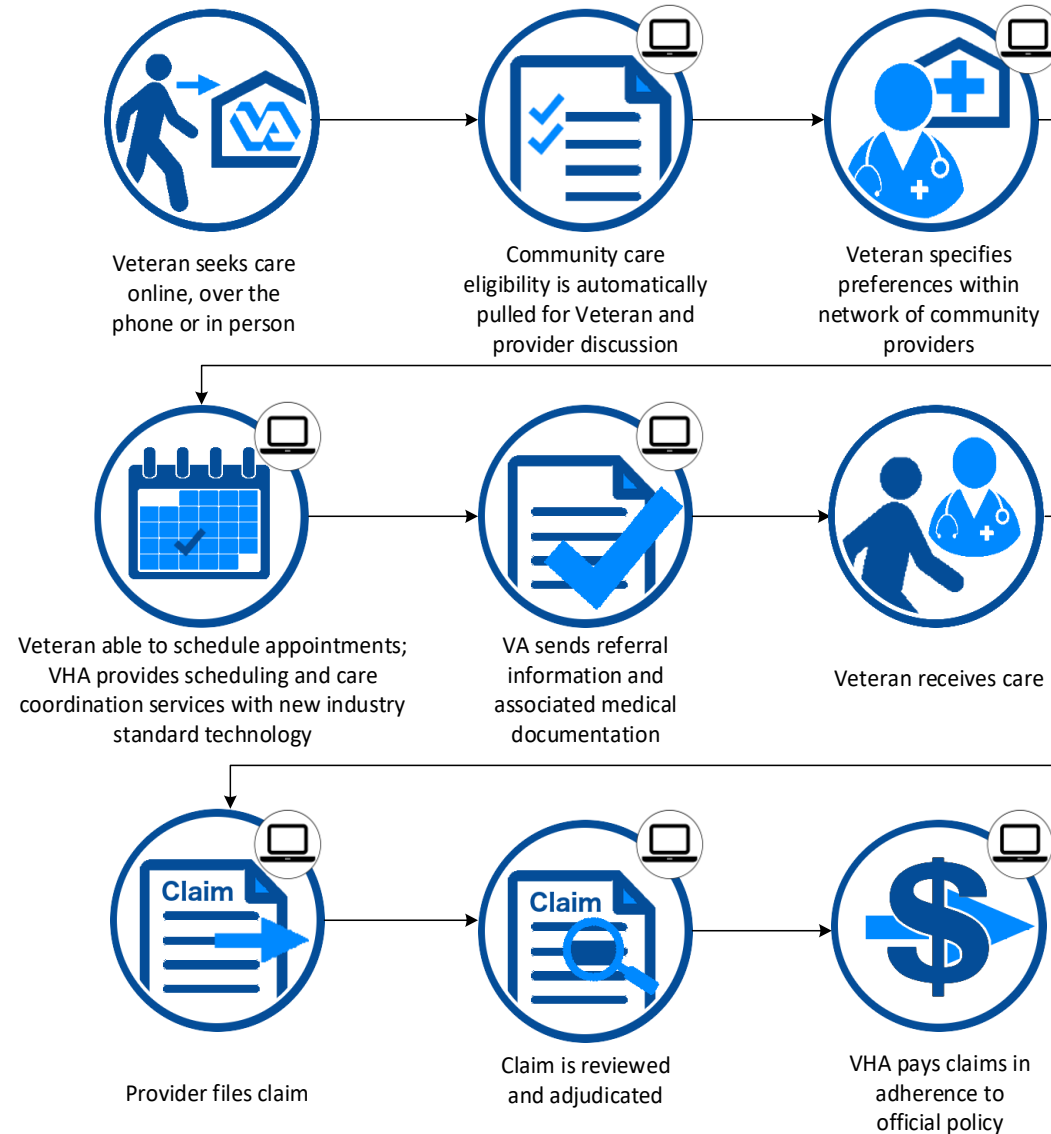 VA
Veteran seeks care
online, over the
phone or in person
Community care
eligibility is automatically
pulled for Veteran and
provider discussion
Veteran specifies
preferences within
network of community
providers
Veteran able to schedule appointments;
VHA provides scheduling and care
coordination services with new industry
standard technology
VA sends referral
information and
associated medical
documentation
Veteran receives care
Claim
Provider files claim
Claim
Claim is reviewed
and adjudicated
$
VHA pays claims in
adherence to
official policy